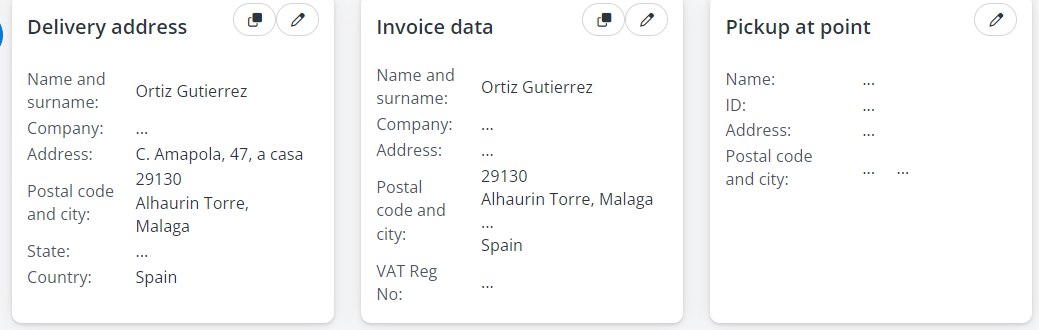 Delivery address
Name and
surname:
Ortiz Gutierrez
Company:
...
Address:
C. Amapola, 47, a casa
Postal code
and city:
29130
Alhaurin Torre,
Malaga
State:
...
Country:
Spain
Invoice data
Name and
surname:
Ortiz Gutierrez
Company:
...
Address:
...
Postal
code and
city:
29130
Alhaurin Torre, Malaga
...
Spain
VAT Reg
No:
...
Pickup at point
Name:
...
ID:
...
Address:
...
Postal code
and city:
... ...